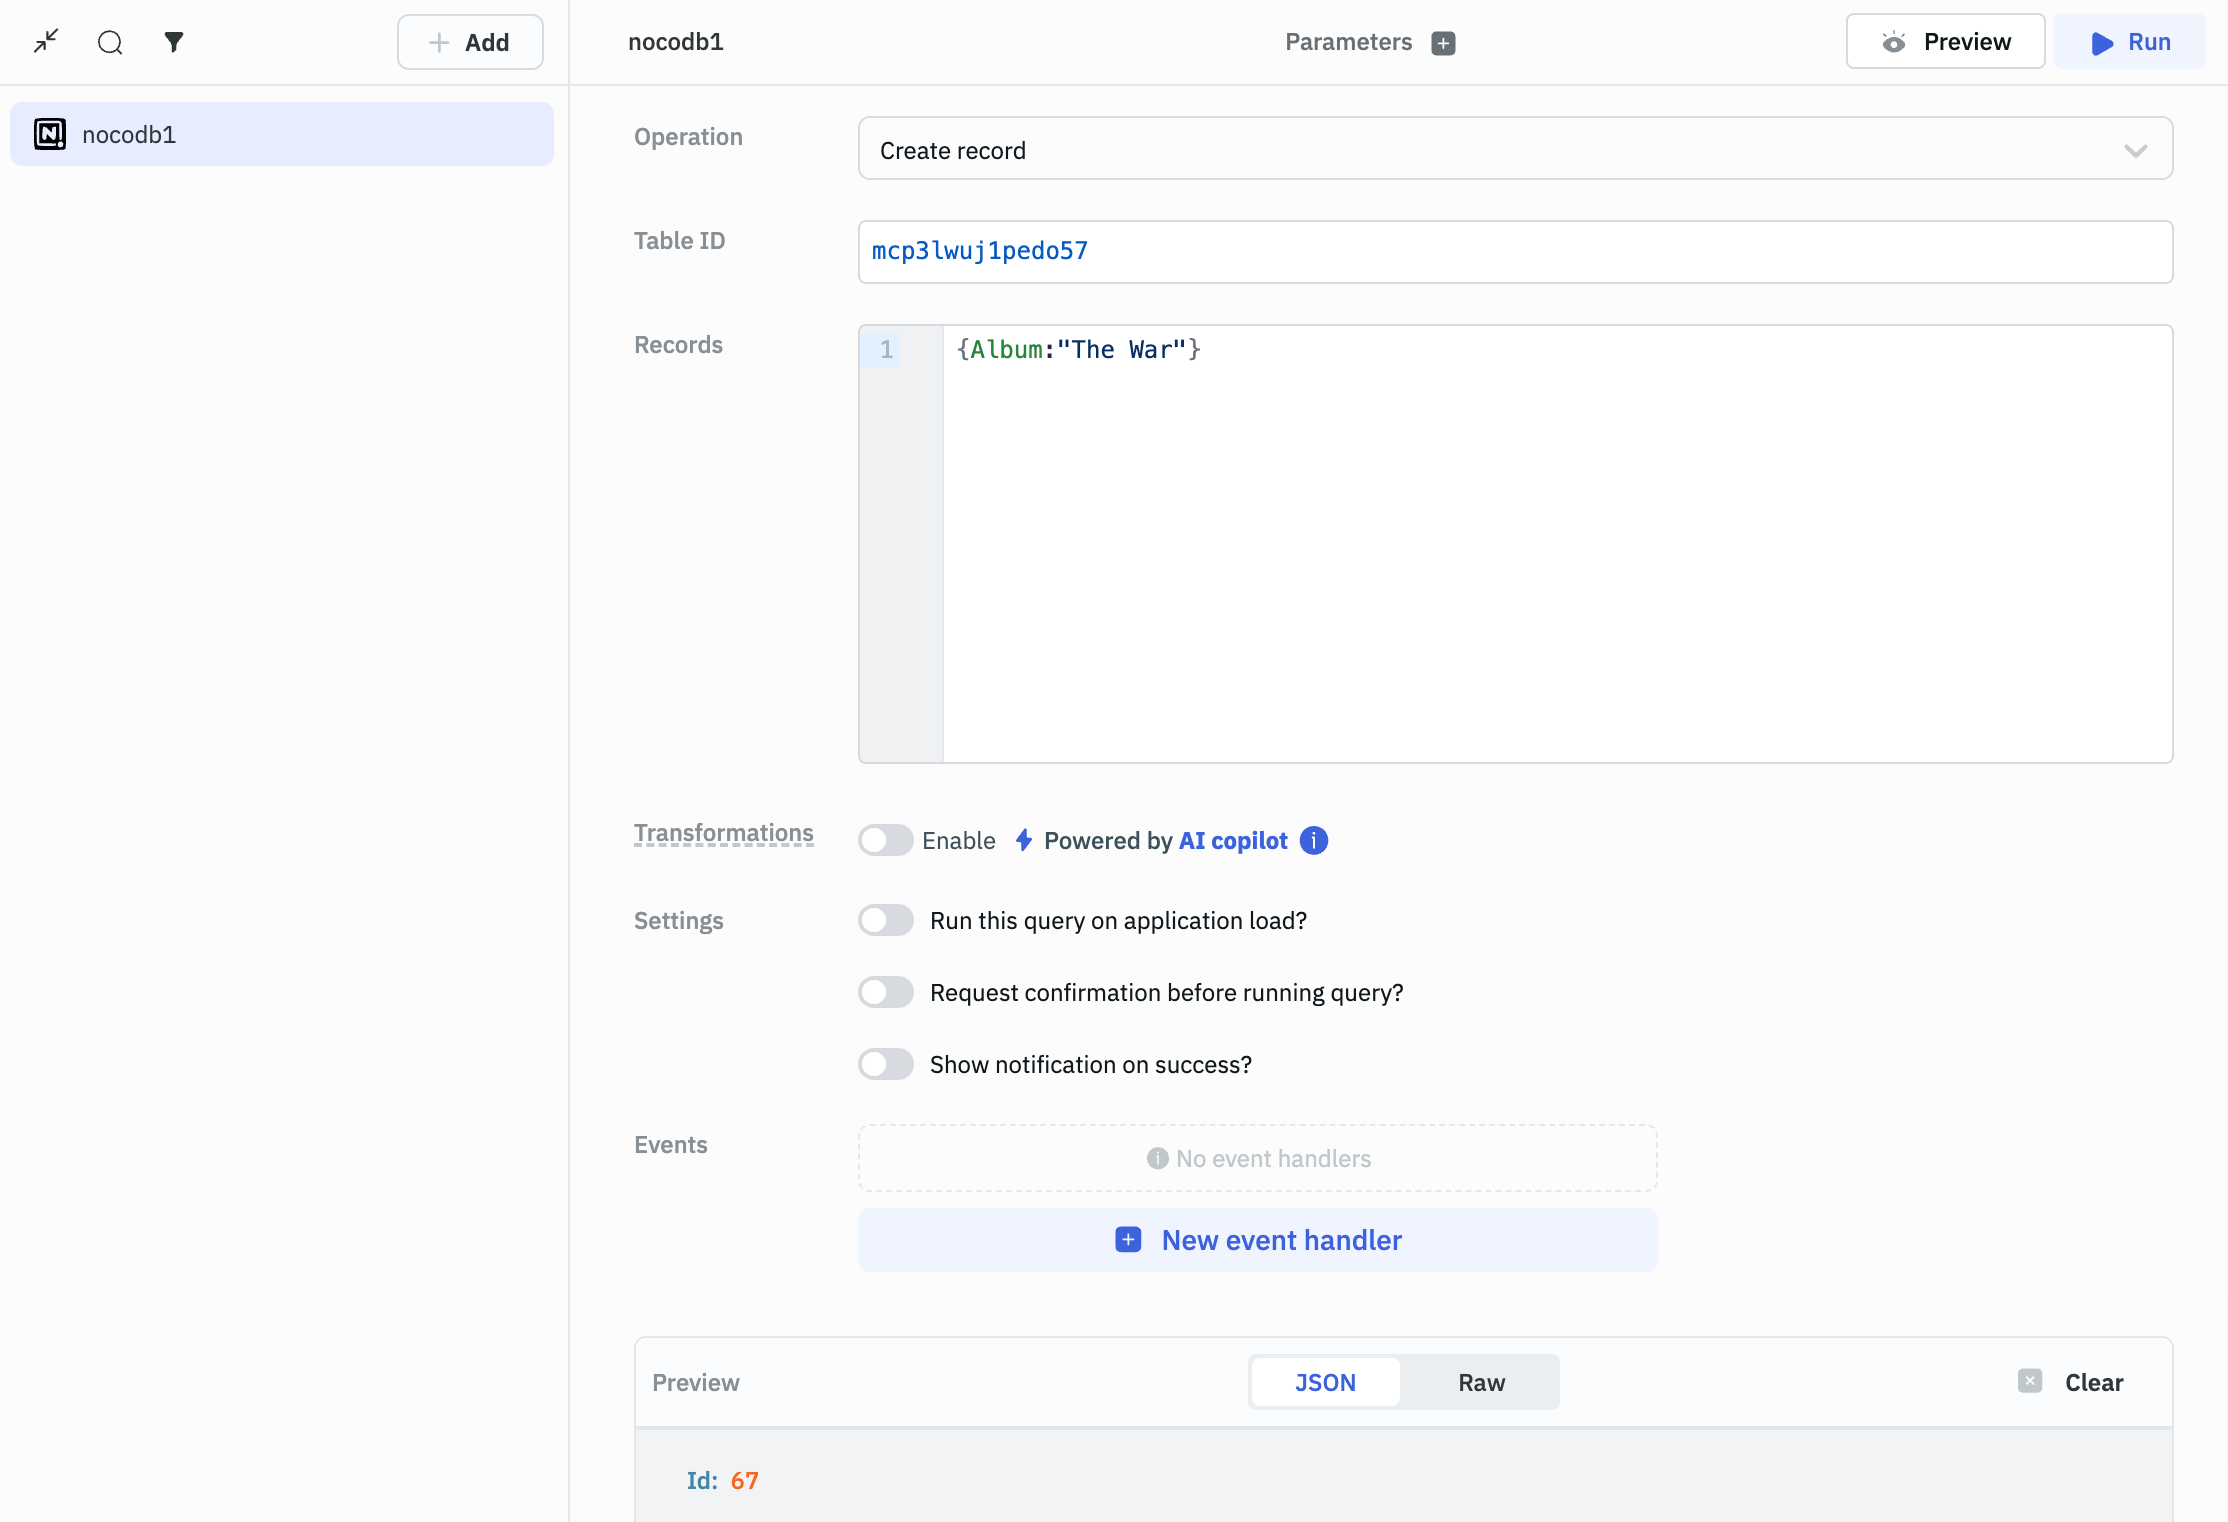 Add
nocodb1
Parameters
Preview
Run
nocodb1
Operation
Create record
Table ID
mcp3lwuj1pedo57
Records
1
{Album:"The War"}
Transformations
Enable
Powered by AI copilot
Settings
Run this query on application load?
Request confirmation before running query?
Show notification on success?
Events
No event handlers
New event handler
Preview
JSON
Raw
Clear
Id: 67